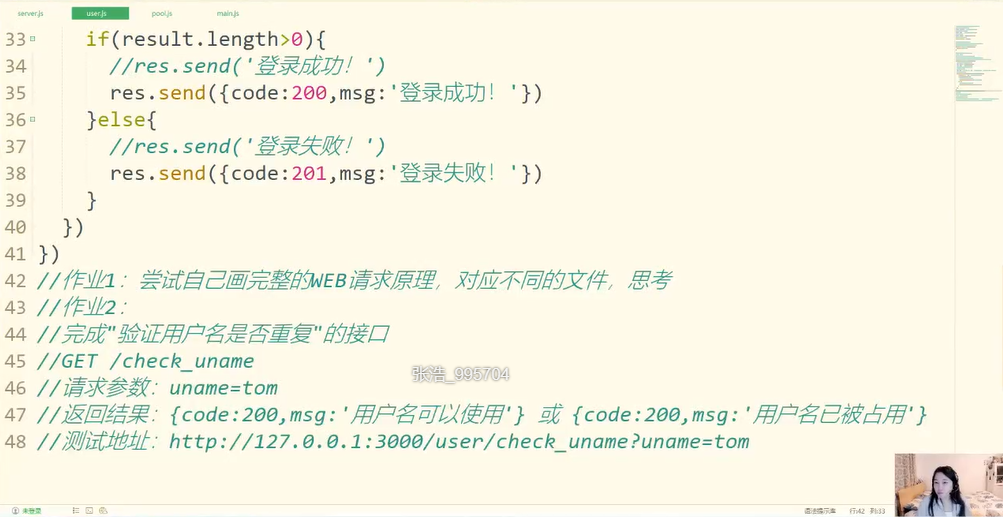 server.js user.js pool.js main.js
33 if(result.length>0){
34 //res.send('登录成功！')
35 res.send({code:200,msg:'登录成功！'})
36 }else{
37 //res.send('登录失败！')
38 res.send({code:201,msg:'登录失败！'})
39 }
40 })
41 })
42 //作业1：尝试自己画完整的WEB请求原理，对应不同的文件，思考
43 //作业2：
44 //完成"验证用户名是否重复"的接口
45 //GET /check_uname
张浩_995704
46 //请求参数：uname=tom
47 //返回结果：{code:200,msg:'用户名可以使用'} 或 {code:200,msg:'用户名已被占用'}
48 //测试地址：http://127.0.0.1:3000/user/check_uname?uname=tom
未登录 语法提示库 行:42 列:33